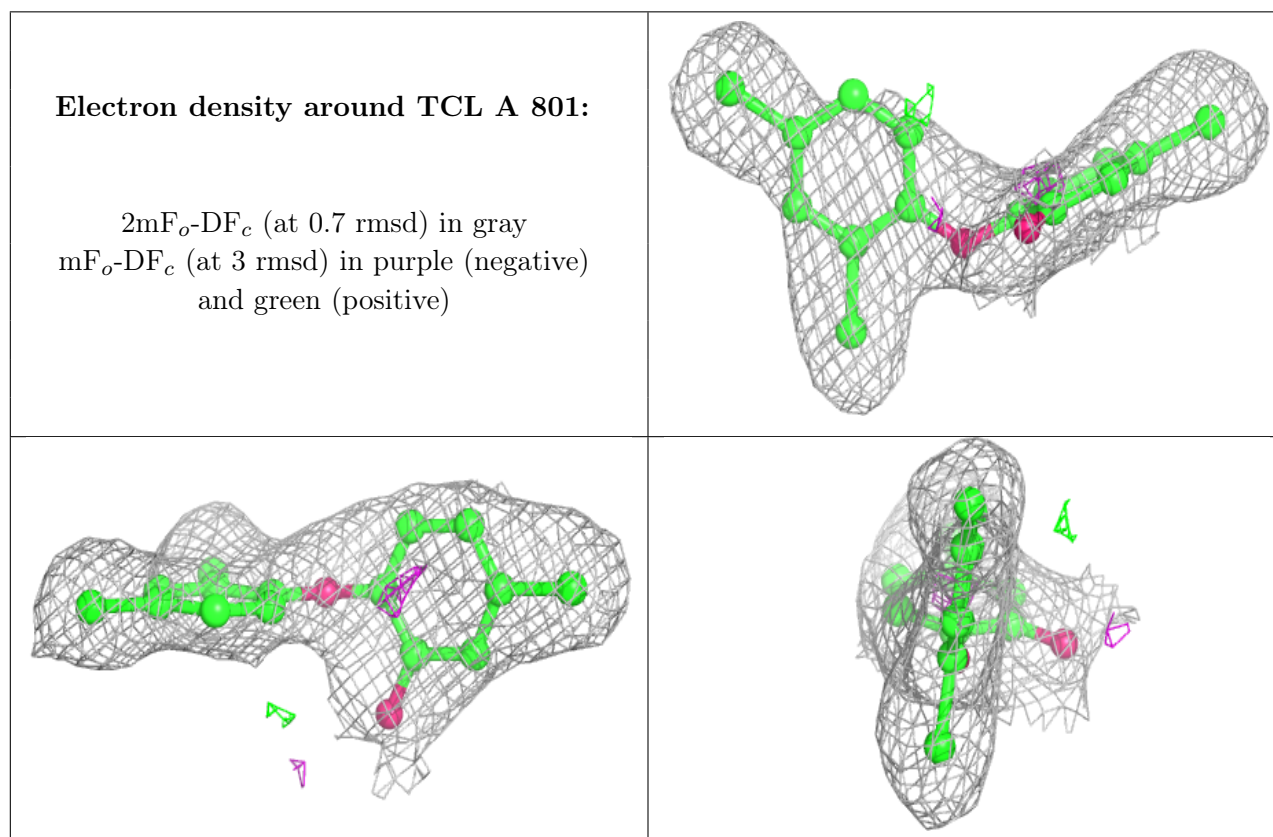 Electron density around TCL A 801:
2mFo-DFc (at 0.7 rmsd) in gray
mFo-DFc (at 3 rmsd) in purple (negative)
and green (positive)